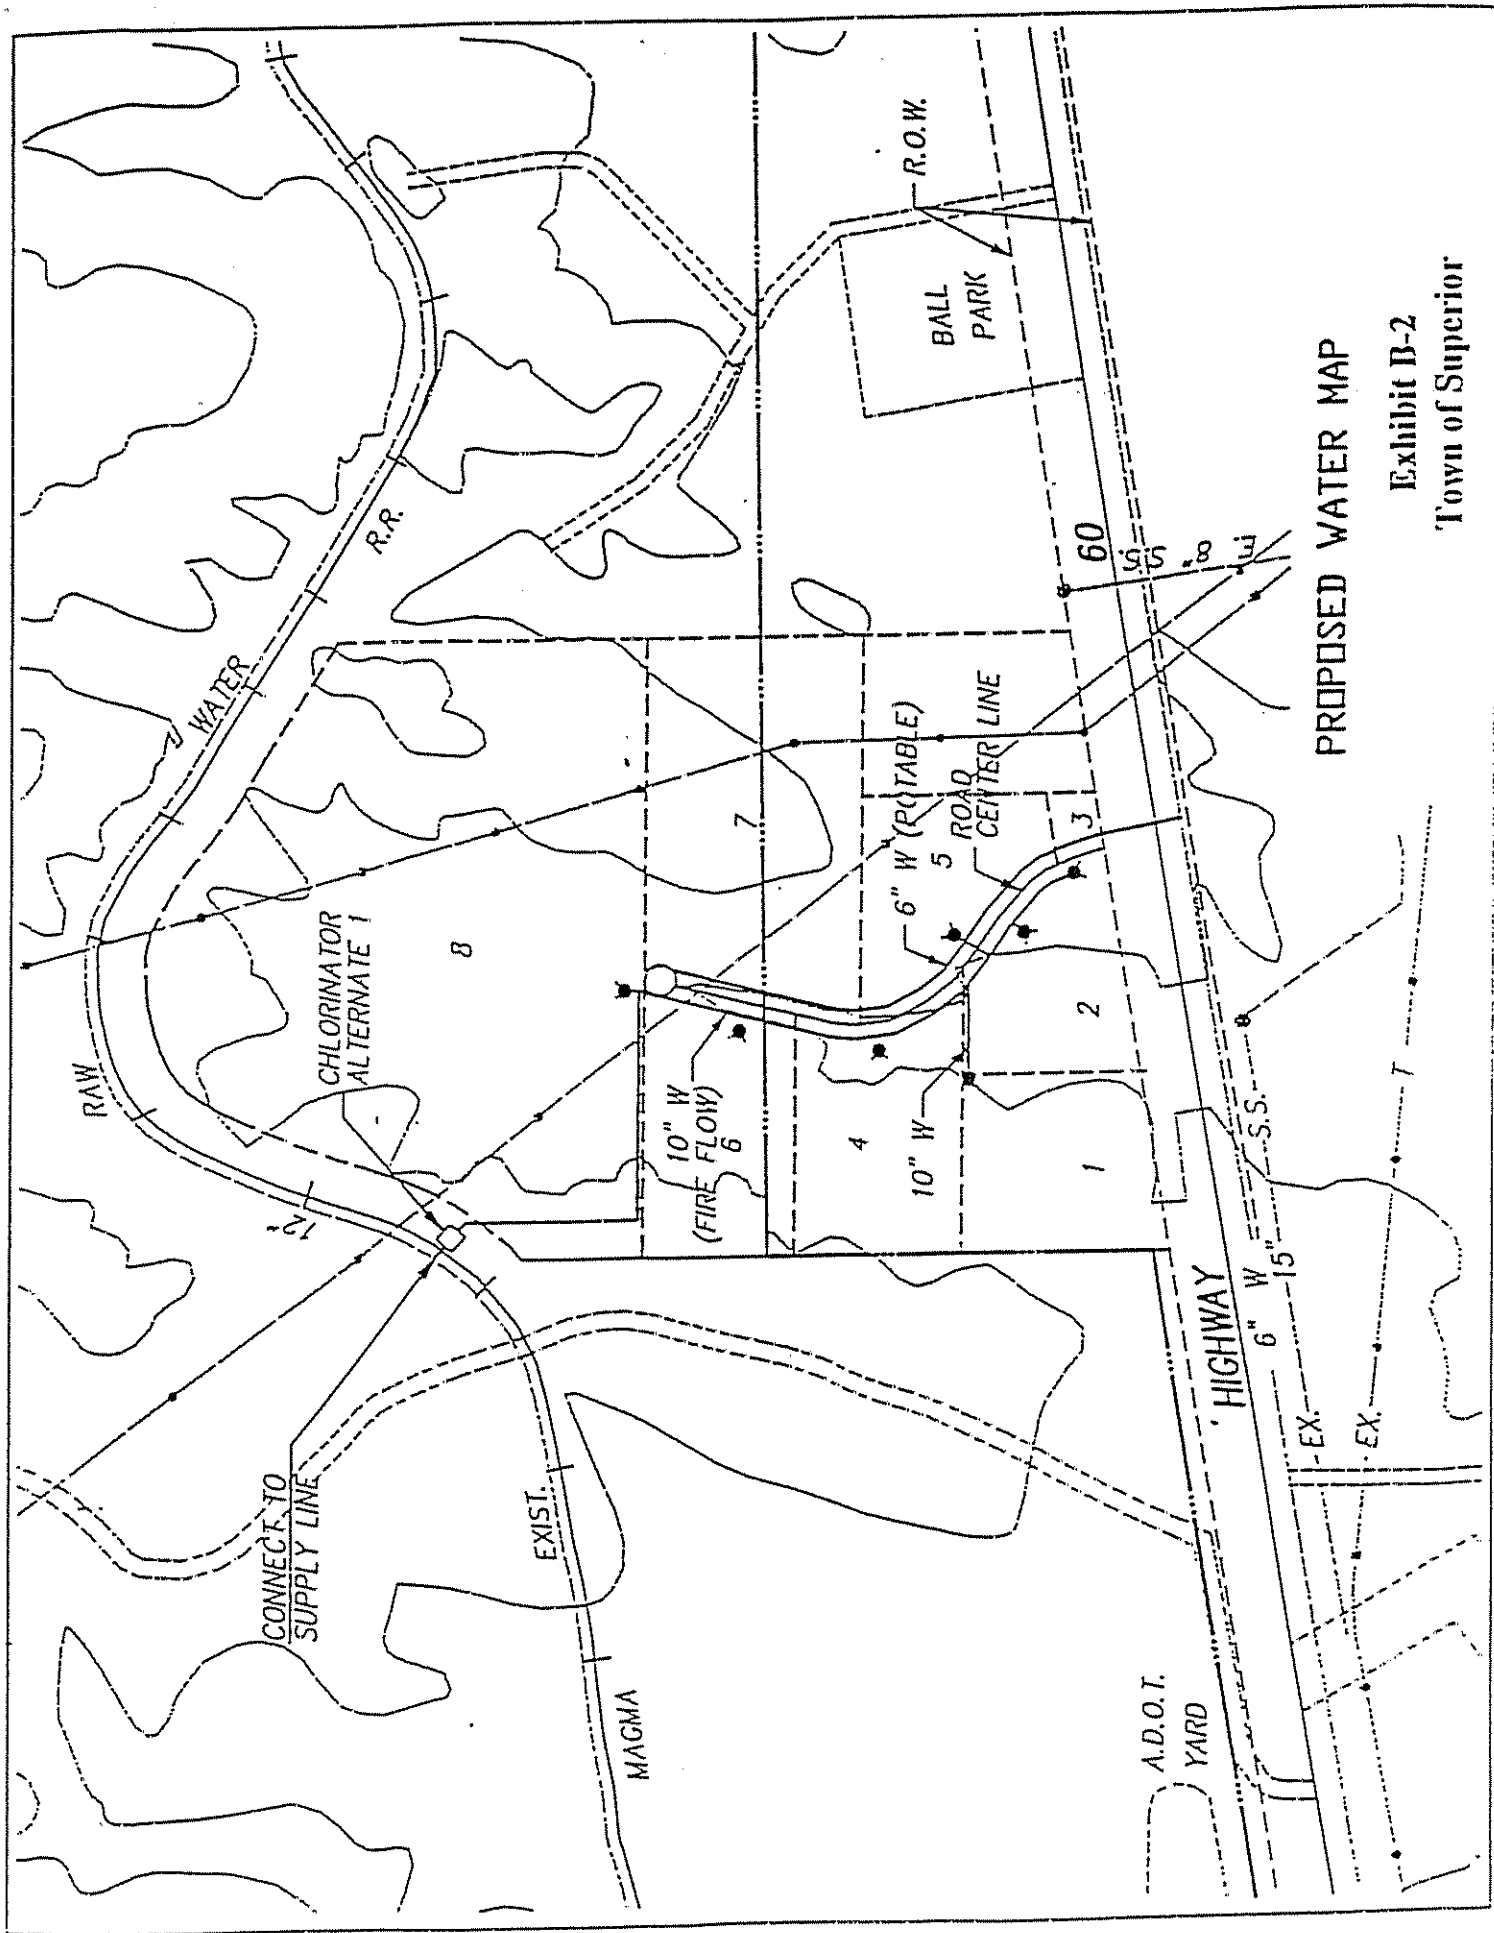 CONNECT TO
SUPPLY LINE
CHLORINATOR
ALTERNATE 1
RAW
WATER
R.R.
12"
EXIST.
MAGMA
8
10" W
(FIRE FLOW)
6
7
4
10" W
6" W (POTABLE)
5
ROAD
CENTER LINE
1
2
3
BALL
PARK
R.O.W.
A.D.O.T.
YARD
HIGHWAY
60
6" W
EX.
15"
S.S.
EX.
T
E.
8"
S.S.
PROPOSED WATER MAP
Exhibit B-2
Town of Superior